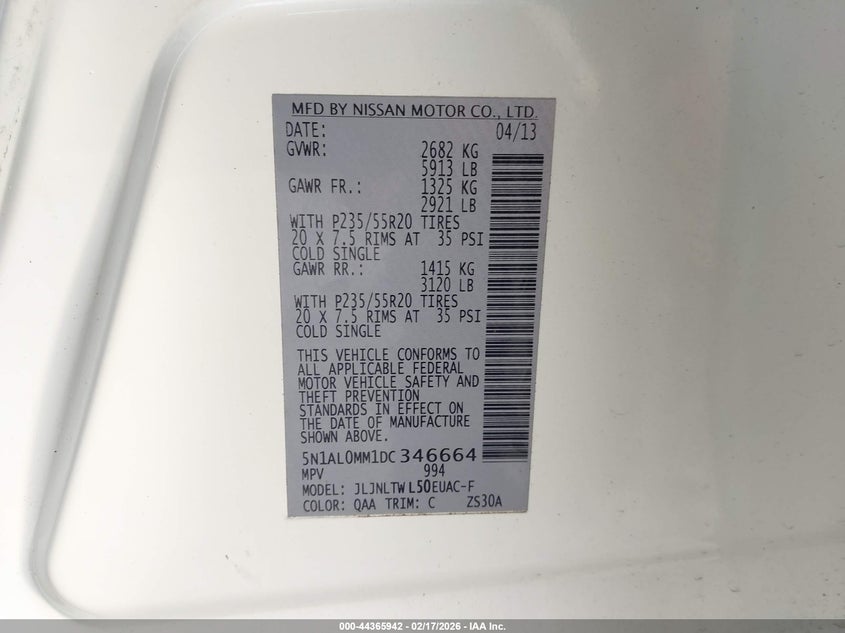 MFD BY NISSAN MOTOR CO., LTD.
DATE: 04/13
GVWR: 2682 KG
5913 LB
GAWR FR.: 1325 KG
2921 LB
WITH P235/55R20 TIRES
20 X 7.5 RIMS AT 35 PSI
COLD SINGLE
GAWR RR.: 1415 KG
3120 LB
WITH P235/55R20 TIRES
20 X 7.5 RIMS AT 35 PSI
COLD SINGLE
THIS VEHICLE CONFORMS TO
ALL APPLICABLE FEDERAL
MOTOR VEHICLE SAFETY AND
THEFT PREVENTION
STANDARDS IN EFFECT ON
THE DATE OF MANUFACTURE
SHOWN ABOVE.
5N1AL0MM1DC346664
MPV 994
MODEL: JLJNLTWL50EUAC-F
COLOR: QAA TRIM: C ZS30A
000-44365942 - 02/17/2026 - IAA Inc.